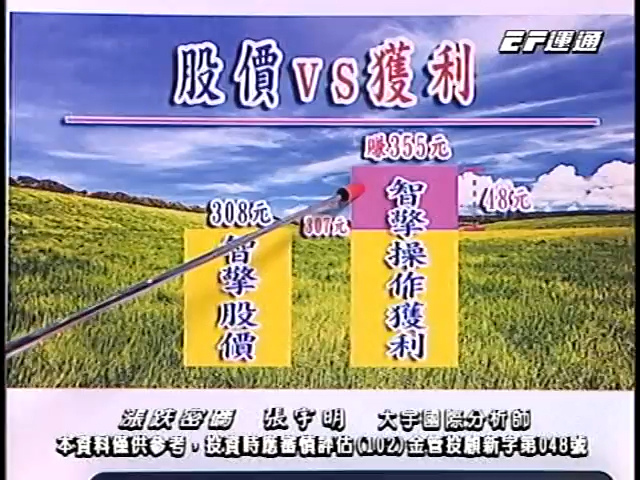 ET運通
股價vs獲利
賺355元
308元
307元
48元
智擎股價
智擎操作獲利
漲跌密碼 張宇明 大宇國際分析師
本資料僅供參考，投資時應審慎評估(102)金管投顧新字第048號